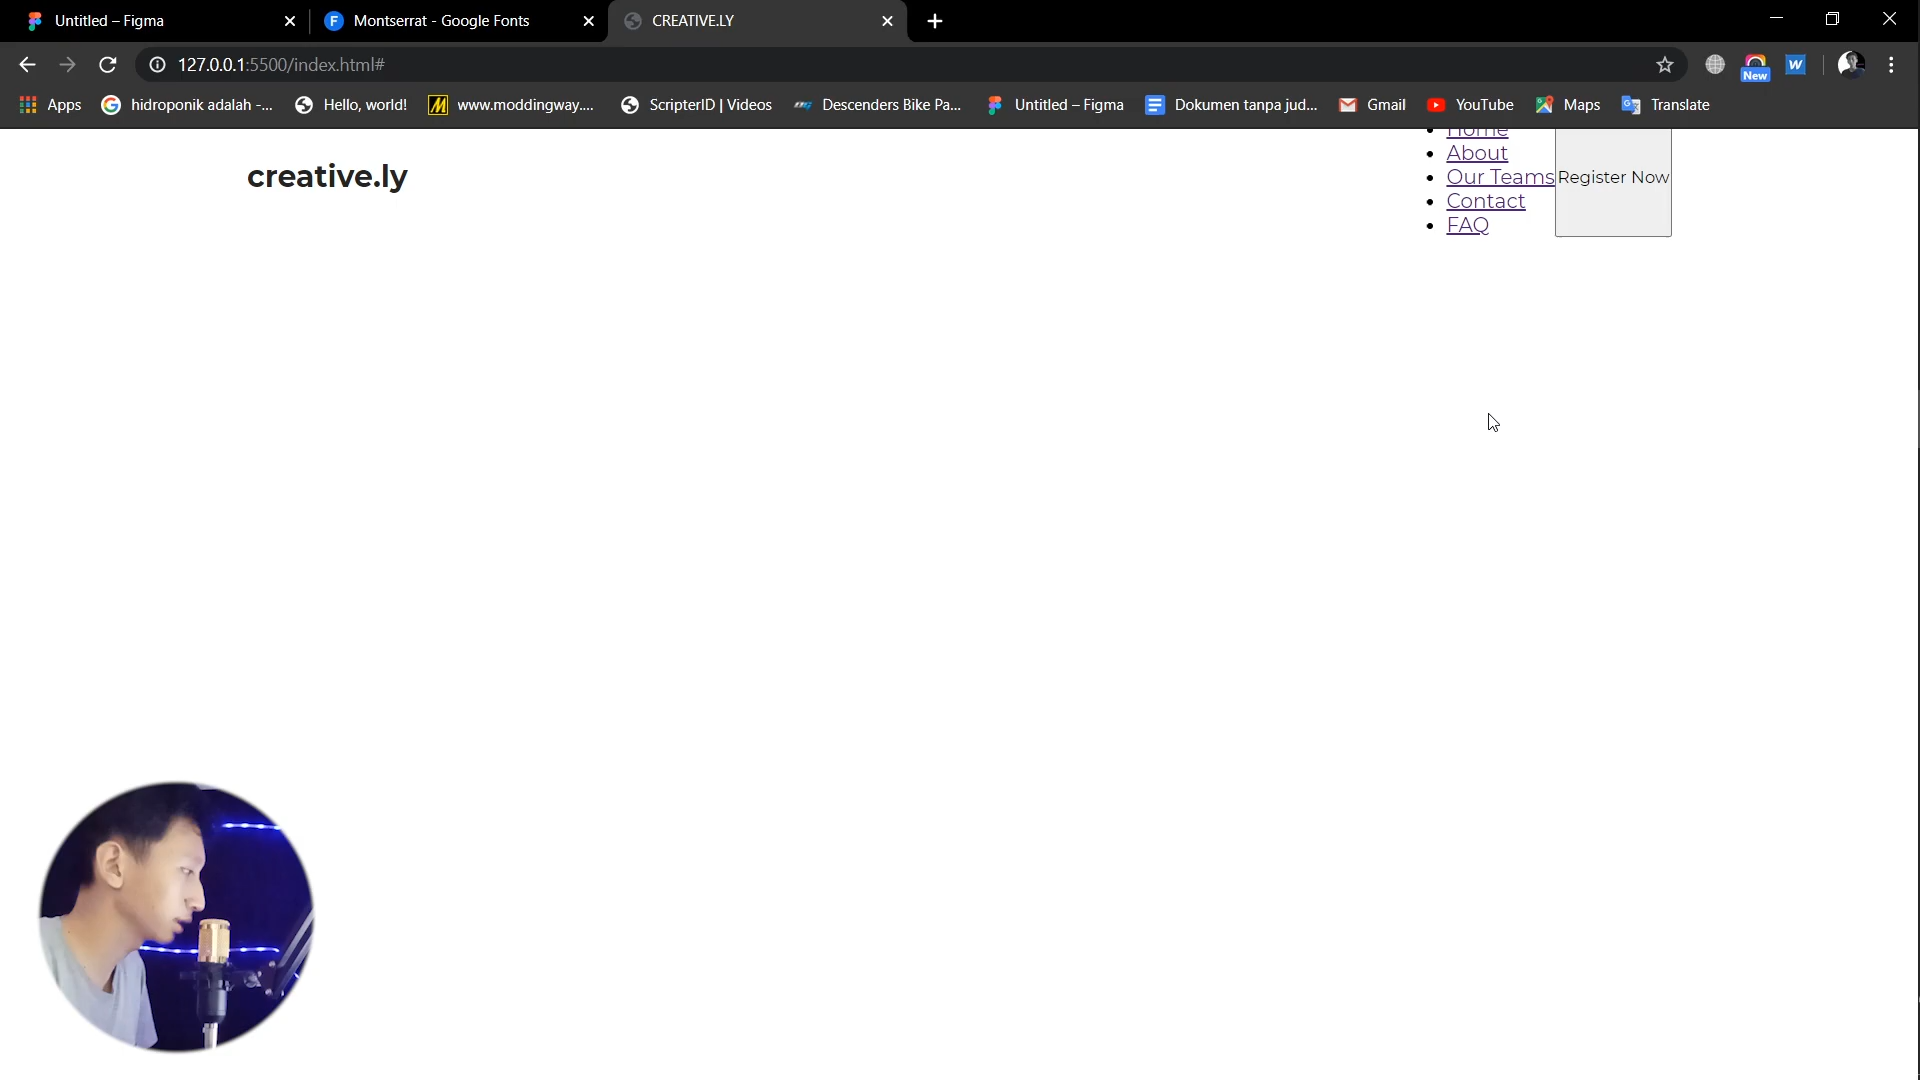 Untitled – Figma
Montserrat - Google Fonts
CREATIVE.LY
127.0.0.1:5500/index.html#
New
W
Apps
hidroponik adalah -...
Hello, world!
M
www.moddingway....
ScripterID | Videos
Descenders Bike Pa...
Untitled – Figma
Dokumen tanpa jud...
Gmail
YouTube
Maps
Translate
creative.ly
Home
About
Our Teams
Contact
FAQ
Register Now